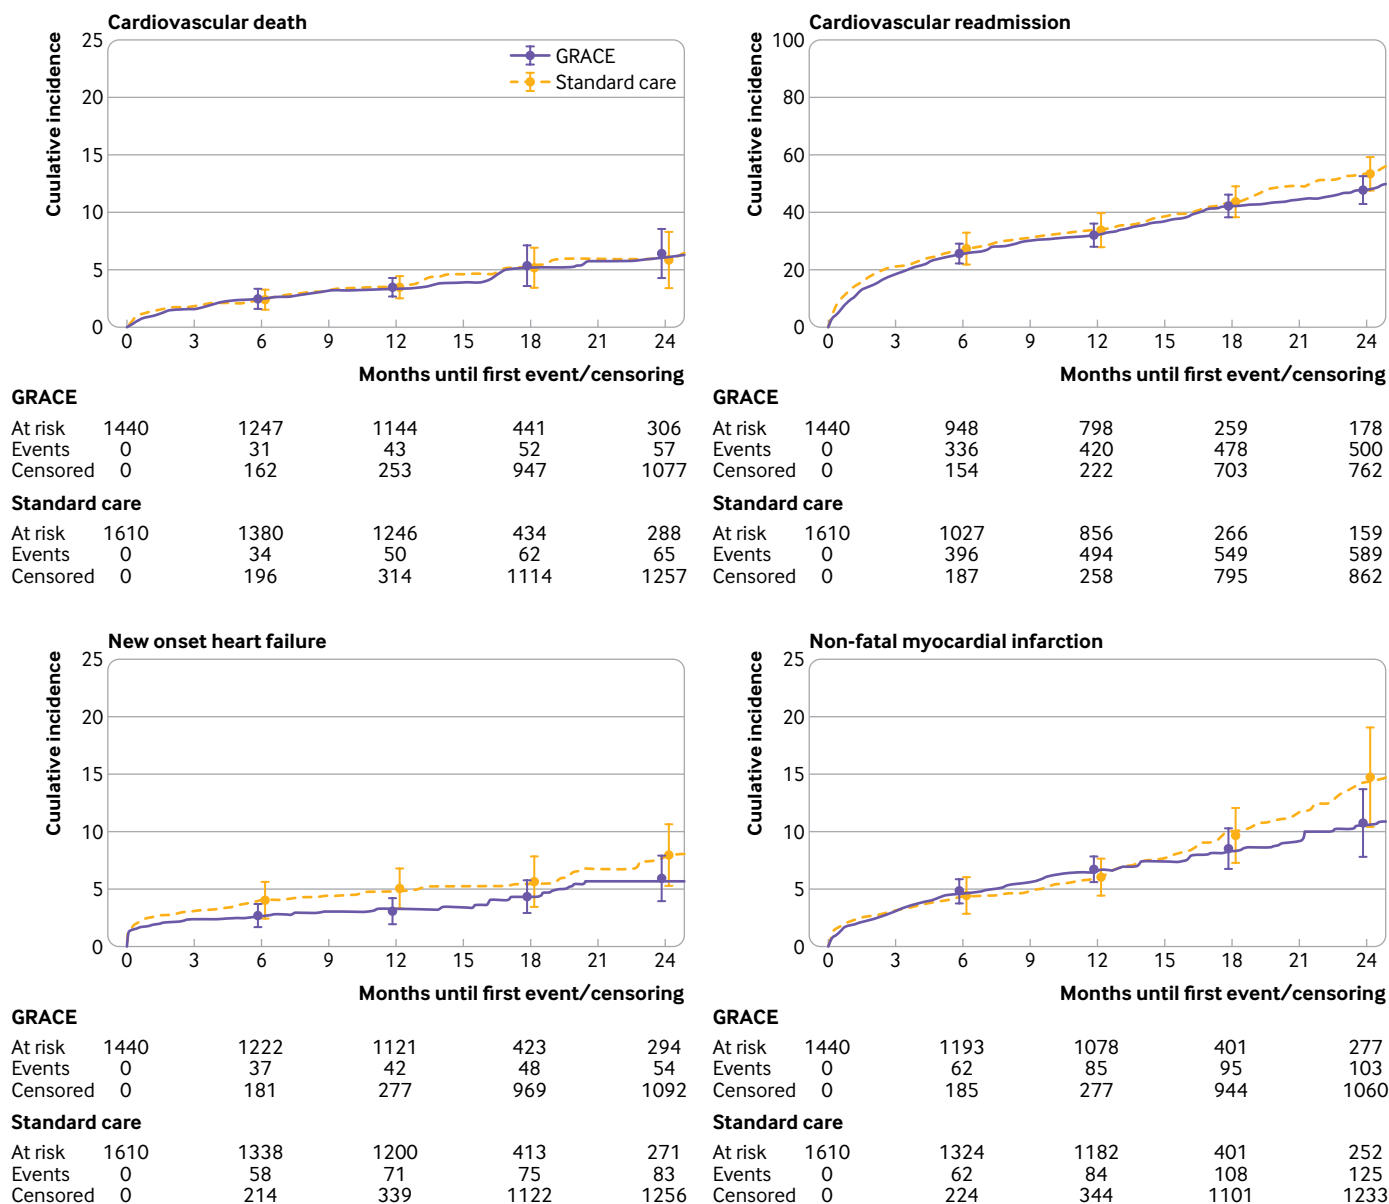 Cardiovascular death
Cuulative incidence
25
20
15
10
5
0
GRACE
Standard care
0 3 6 9 12 15 18 21 24
Months until first event/censoring
GRACE
At risk 1440 1247 1144 441 306
Events 0 31 43 52 57
Censored 0 162 253 947 1077
Standard care
At risk 1610 1380 1246 434 288
Events 0 34 50 62 65
Censored 0 196 314 1114 1257
Cardiovascular readmission
Cuulative incidence
100
80
60
40
20
0
0 3 6 9 12 15 18 21 24
Months until first event/censoring
GRACE
At risk 1440 948 798 259 178
Events 0 336 420 478 500
Censored 0 154 222 703 762
Standard care
At risk 1610 1027 856 266 159
Events 0 396 494 549 589
Censored 0 187 258 795 862
New onset heart failure
Cuulative incidence
25
20
15
10
5
0
0 3 6 9 12 15 18 21 24
Months until first event/censoring
GRACE
At risk 1440 1222 1121 423 294
Events 0 37 42 48 54
Censored 0 181 277 969 1092
Standard care
At risk 1610 1338 1200 413 271
Events 0 58 71 75 83
Censored 0 214 339 1122 1256
Non-fatal myocardial infarction
Cuulative incidence
25
20
15
10
5
0
0 3 6 9 12 15 18 21 24
Months until first event/censoring
GRACE
At risk 1440 1193 1078 401 277
Events 0 62 85 95 103
Censored 0 185 277 944 1060
Standard care
At risk 1610 1324 1182 401 252
Events 0 62 84 108 125
Censored 0 224 344 1101 1233